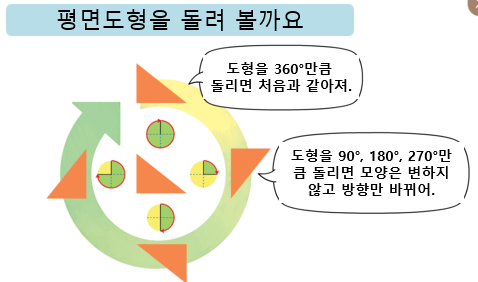 평면도형을 돌려 볼까요
도형을 360°만큼
돌리면 처음과 같아져.
도형을 90°, 180°, 270°만
큼 돌리면 모양은 변하지
않고 방향만 바뀌어.